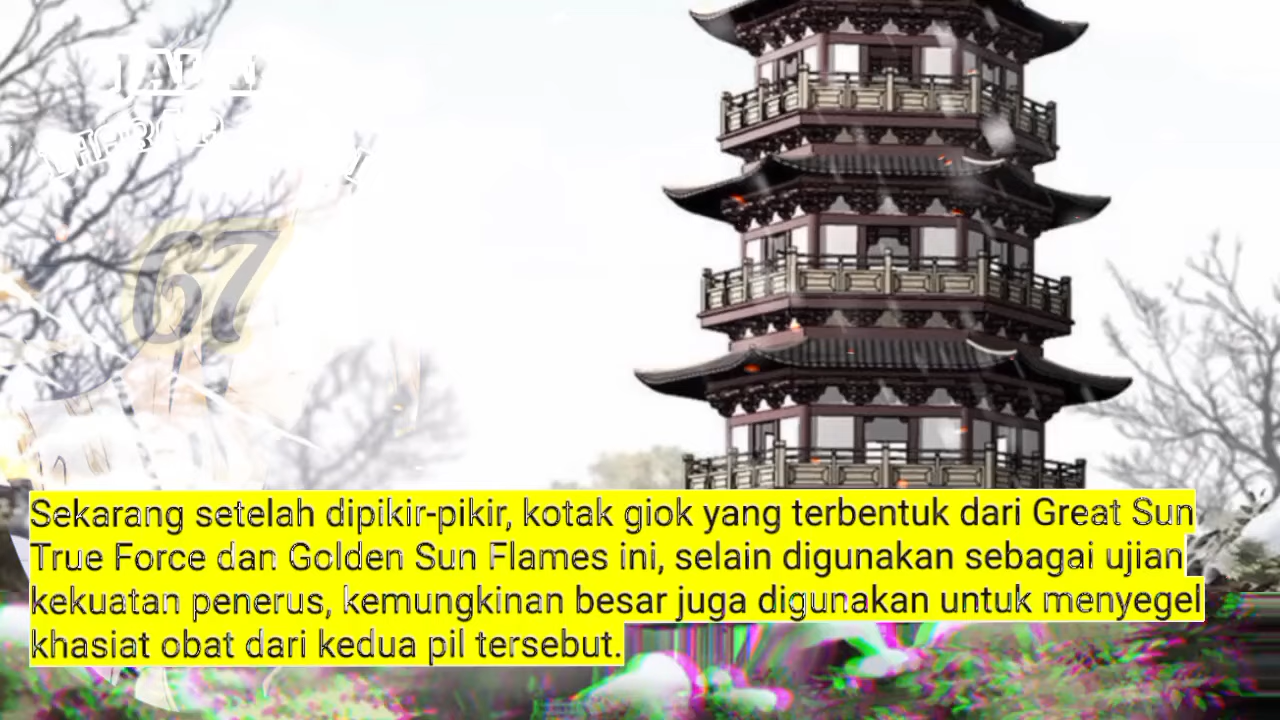 67
Sekarang setelah dipikir-pikir, kotak giok yang terbentuk dari Great Sun
True Force dan Golden Sun Flames ini, selain digunakan sebagai ujian
kekuatan penerus, kemungkinan besar juga digunakan untuk menyegel
khasiat obat dari kedua pil tersebut.